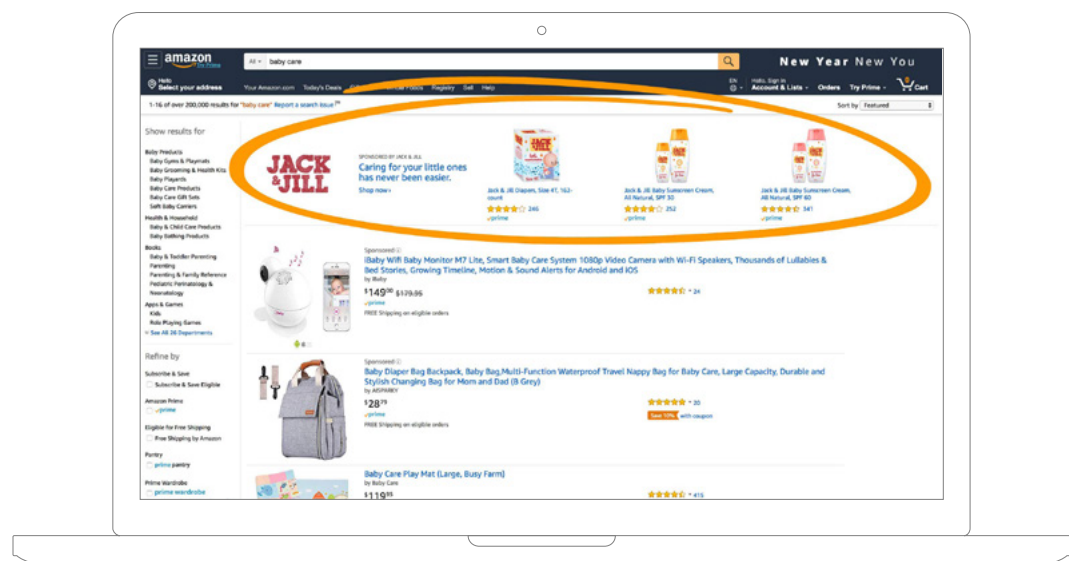 amazon
Try Prime
All
baby care
New Year New You
Hello
Select your address
Your Amazon.com Today's Deals
Foods Registry Sell Help
EN
Hello, Sign in
Account & Lists
Orders
Try Prime
0
Cart
1-16 of over 200,000 results for "baby care" Report a search issue
Sort by Featured
Show results for
Baby Products
Baby Gyms & Playmats
Baby Grooming & Health Kits
Baby Playards
Baby Care Products
Baby Care Gift Sets
Soft Baby Carriers
Health & Household
Baby & Child Care Products
Baby Bathing Products
Books
Baby & Toddler Parenting
Parenting
Parenting & Family Reference
Pediatric Perinatology &
Neonatology
Apps & Games
Kids
Role Playing Games
See All 36 Departments
Refine by
Subscribe & Save
Subscribe & Save Eligible
Amazon Prime
prime
Eligible for Free Shipping
Free Shipping by Amazon
Pantry
prime pantry
Prime Wardrobe
prime wardrobe
JACK
& JILL
SPONSORED BY JACK & JILL
Caring for your little ones
has never been easier.
Shop now
JACK
& JILL
Jack & Jill Diapers, Size 4T, 162-
count
246
prime
Jack & Jill Baby Sunscreen Cream,
All Natural, SPF 30
252
prime
Jack & Jill Baby Sunscreen Cream,
All Natural, SPF 60
341
prime
Sponsored
iBaby Wifi Baby Monitor M7 Lite, Smart Baby Care System 1080p Video Camera with Wi-Fi Speakers, Thousands of Lullabies &
Bed Stories, Growing Timeline, Motion & Sound Alerts for Android and iOS
by iBaby
$149.00 $179.95
24
prime
FREE Shipping on eligible orders
Sponsored
Baby Diaper Bag Backpack, Baby Bag,Multi-Function Waterproof Travel Nappy Bag for Baby Care, Large Capacity, Durable and
Stylish Changing Bag for Mom and Dad (B Grey)
by AISPARKY
$28
30
Save 10% with coupon
prime
FREE Shipping on eligible orders
Baby Care Play Mat (Large, Busy Farm)
by Baby Care
$119
415